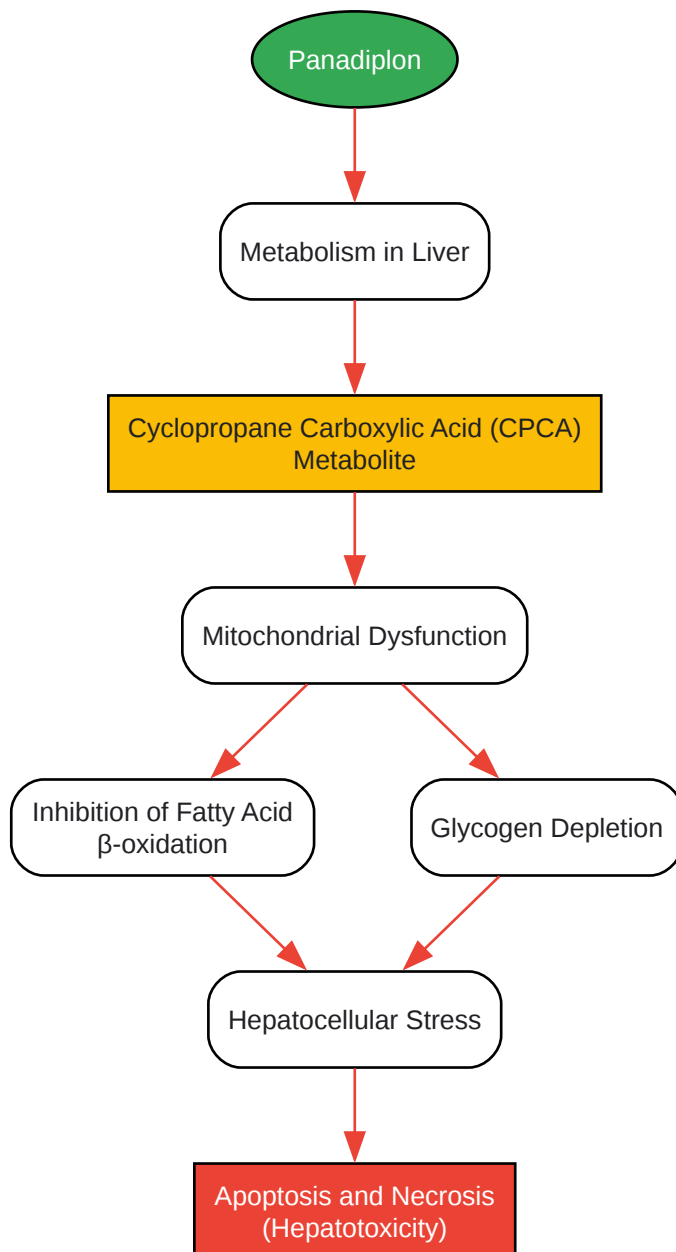 Panadiplon
Metabolism in Liver
Cyclopropane Carboxylic Acid (CPCA)
Metabolite
Mitochondrial Dysfunction
Inhibition of Fatty Acid
β-oxidation
Glycogen Depletion
Hepatocellular Stress
Apoptosis and Necrosis
(Hepatotoxicity)